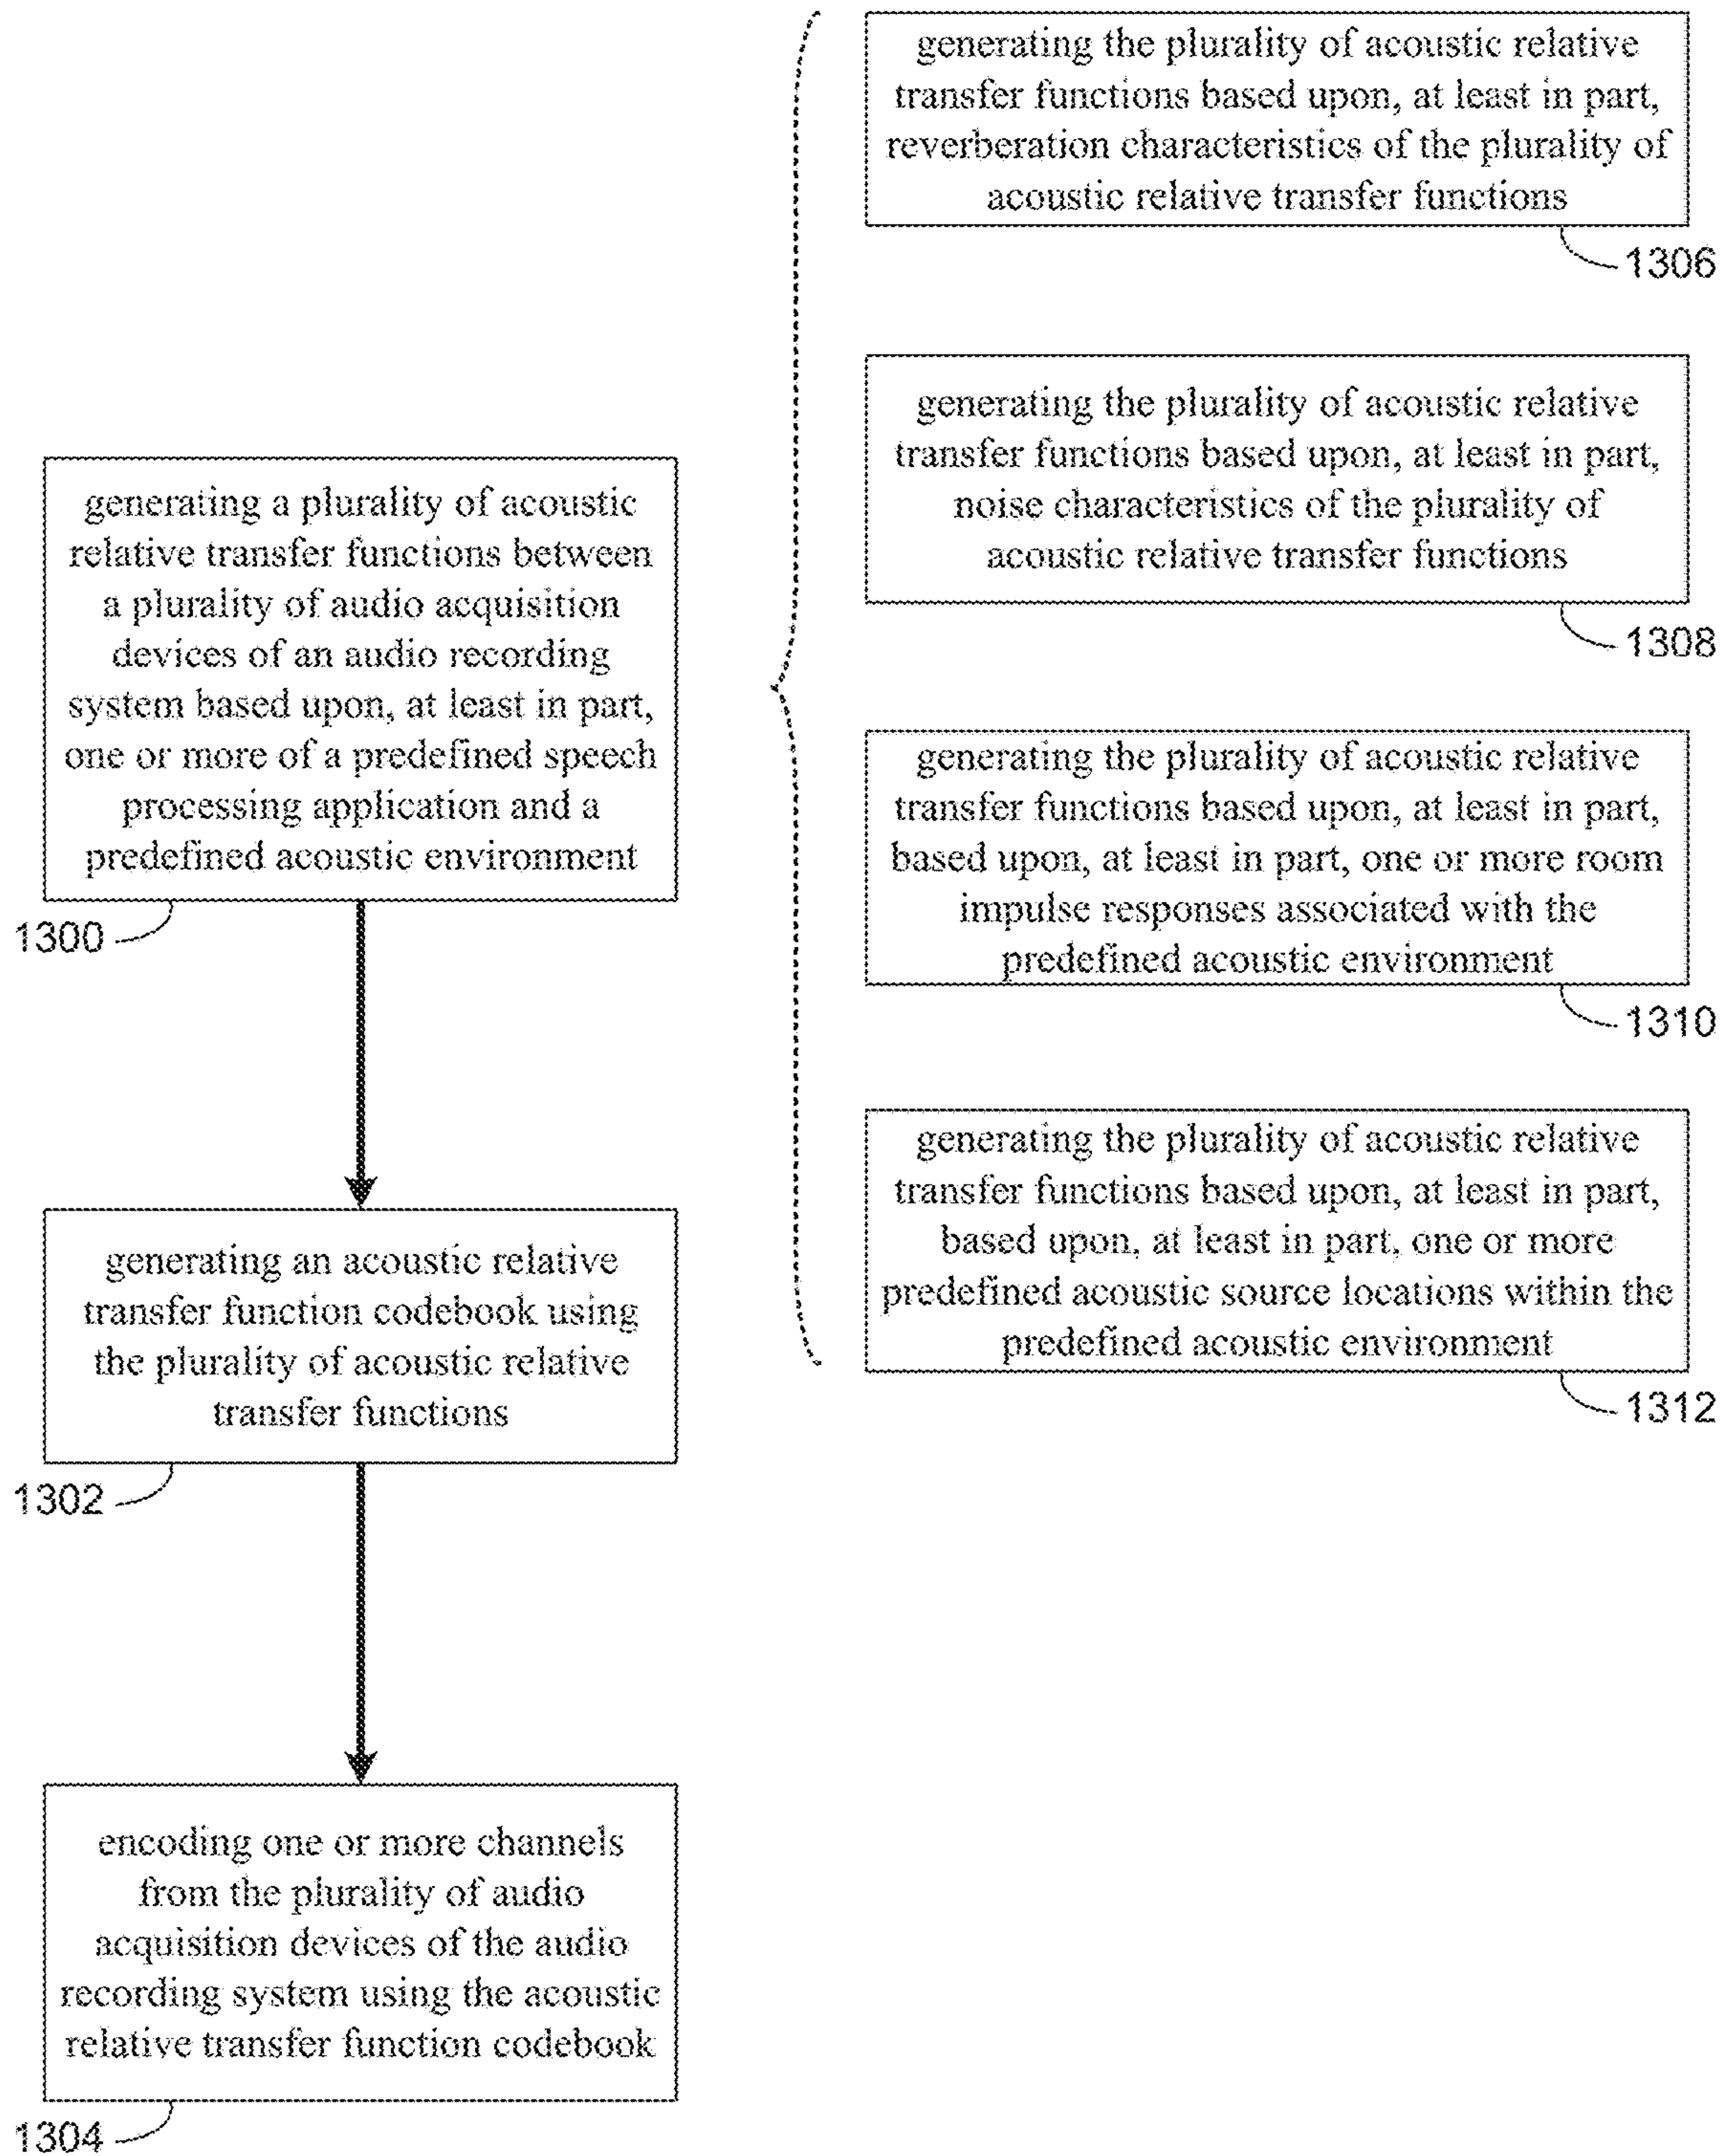 generating a plurality of acoustic
relative transfer functions between
a plurality of audio acquisition
devices of an audio recording
system based upon, at least in part,
one or more of a predefined speech
processing application and a
predefined acoustic environment
1300
generating an acoustic relative
transfer function codebook using
the plurality of acoustic relative
transfer functions
1302
encoding one or more channels
from the plurality of audio
acquisition devices of the audio
recording system using the acoustic
relative transfer function codebook
1304
generating the plurality of acoustic relative
transfer functions based upon, at least in part,
reverberation characteristics of the plurality of
acoustic relative transfer functions
1306
generating the plurality of acoustic relative
transfer functions based upon, at least in part,
noise characteristics of the plurality of
acoustic relative transfer functions
1308
generating the plurality of acoustic relative
transfer functions based upon, at least in part,
based upon, at least in part, one or more room
impulse responses associated with the
predefined acoustic environment
1310
generating the plurality of acoustic relative
transfer functions based upon, at least in part,
based upon, at least in part, one or more
predefined acoustic source locations within the
predefined acoustic environment
1312